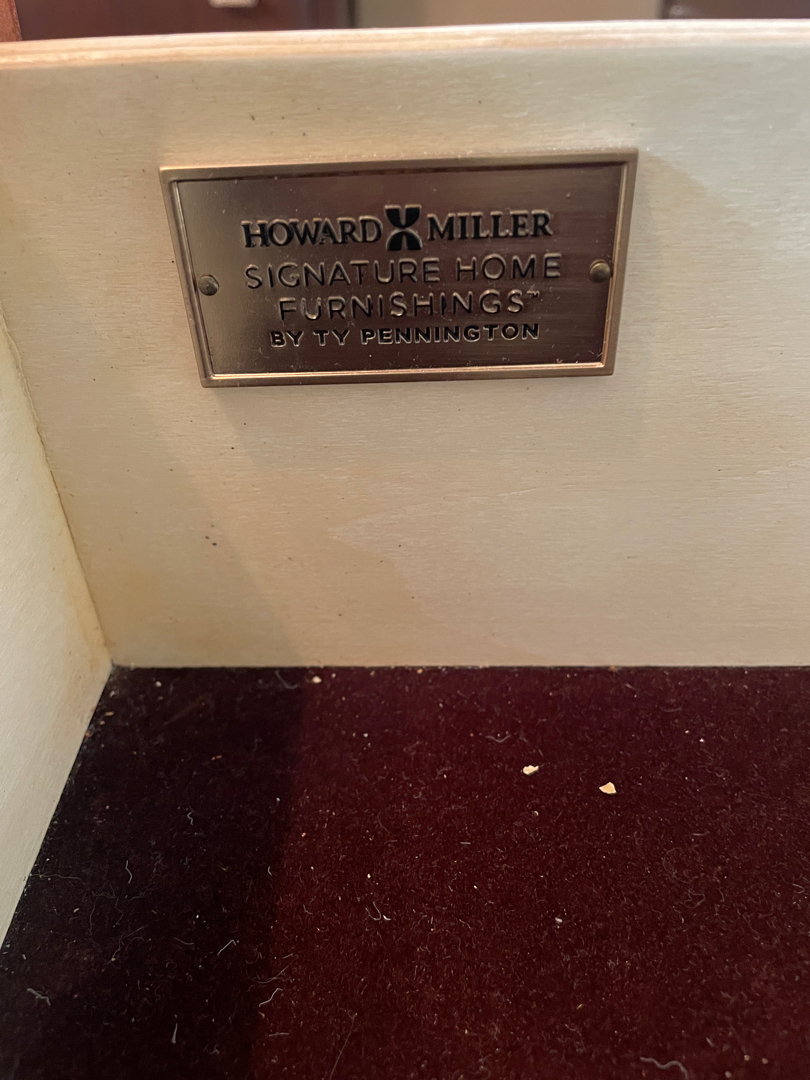 HOWARD MILLER
SIGNATURE HOME
FURNISHINGS™
BY TY PENNINGTON